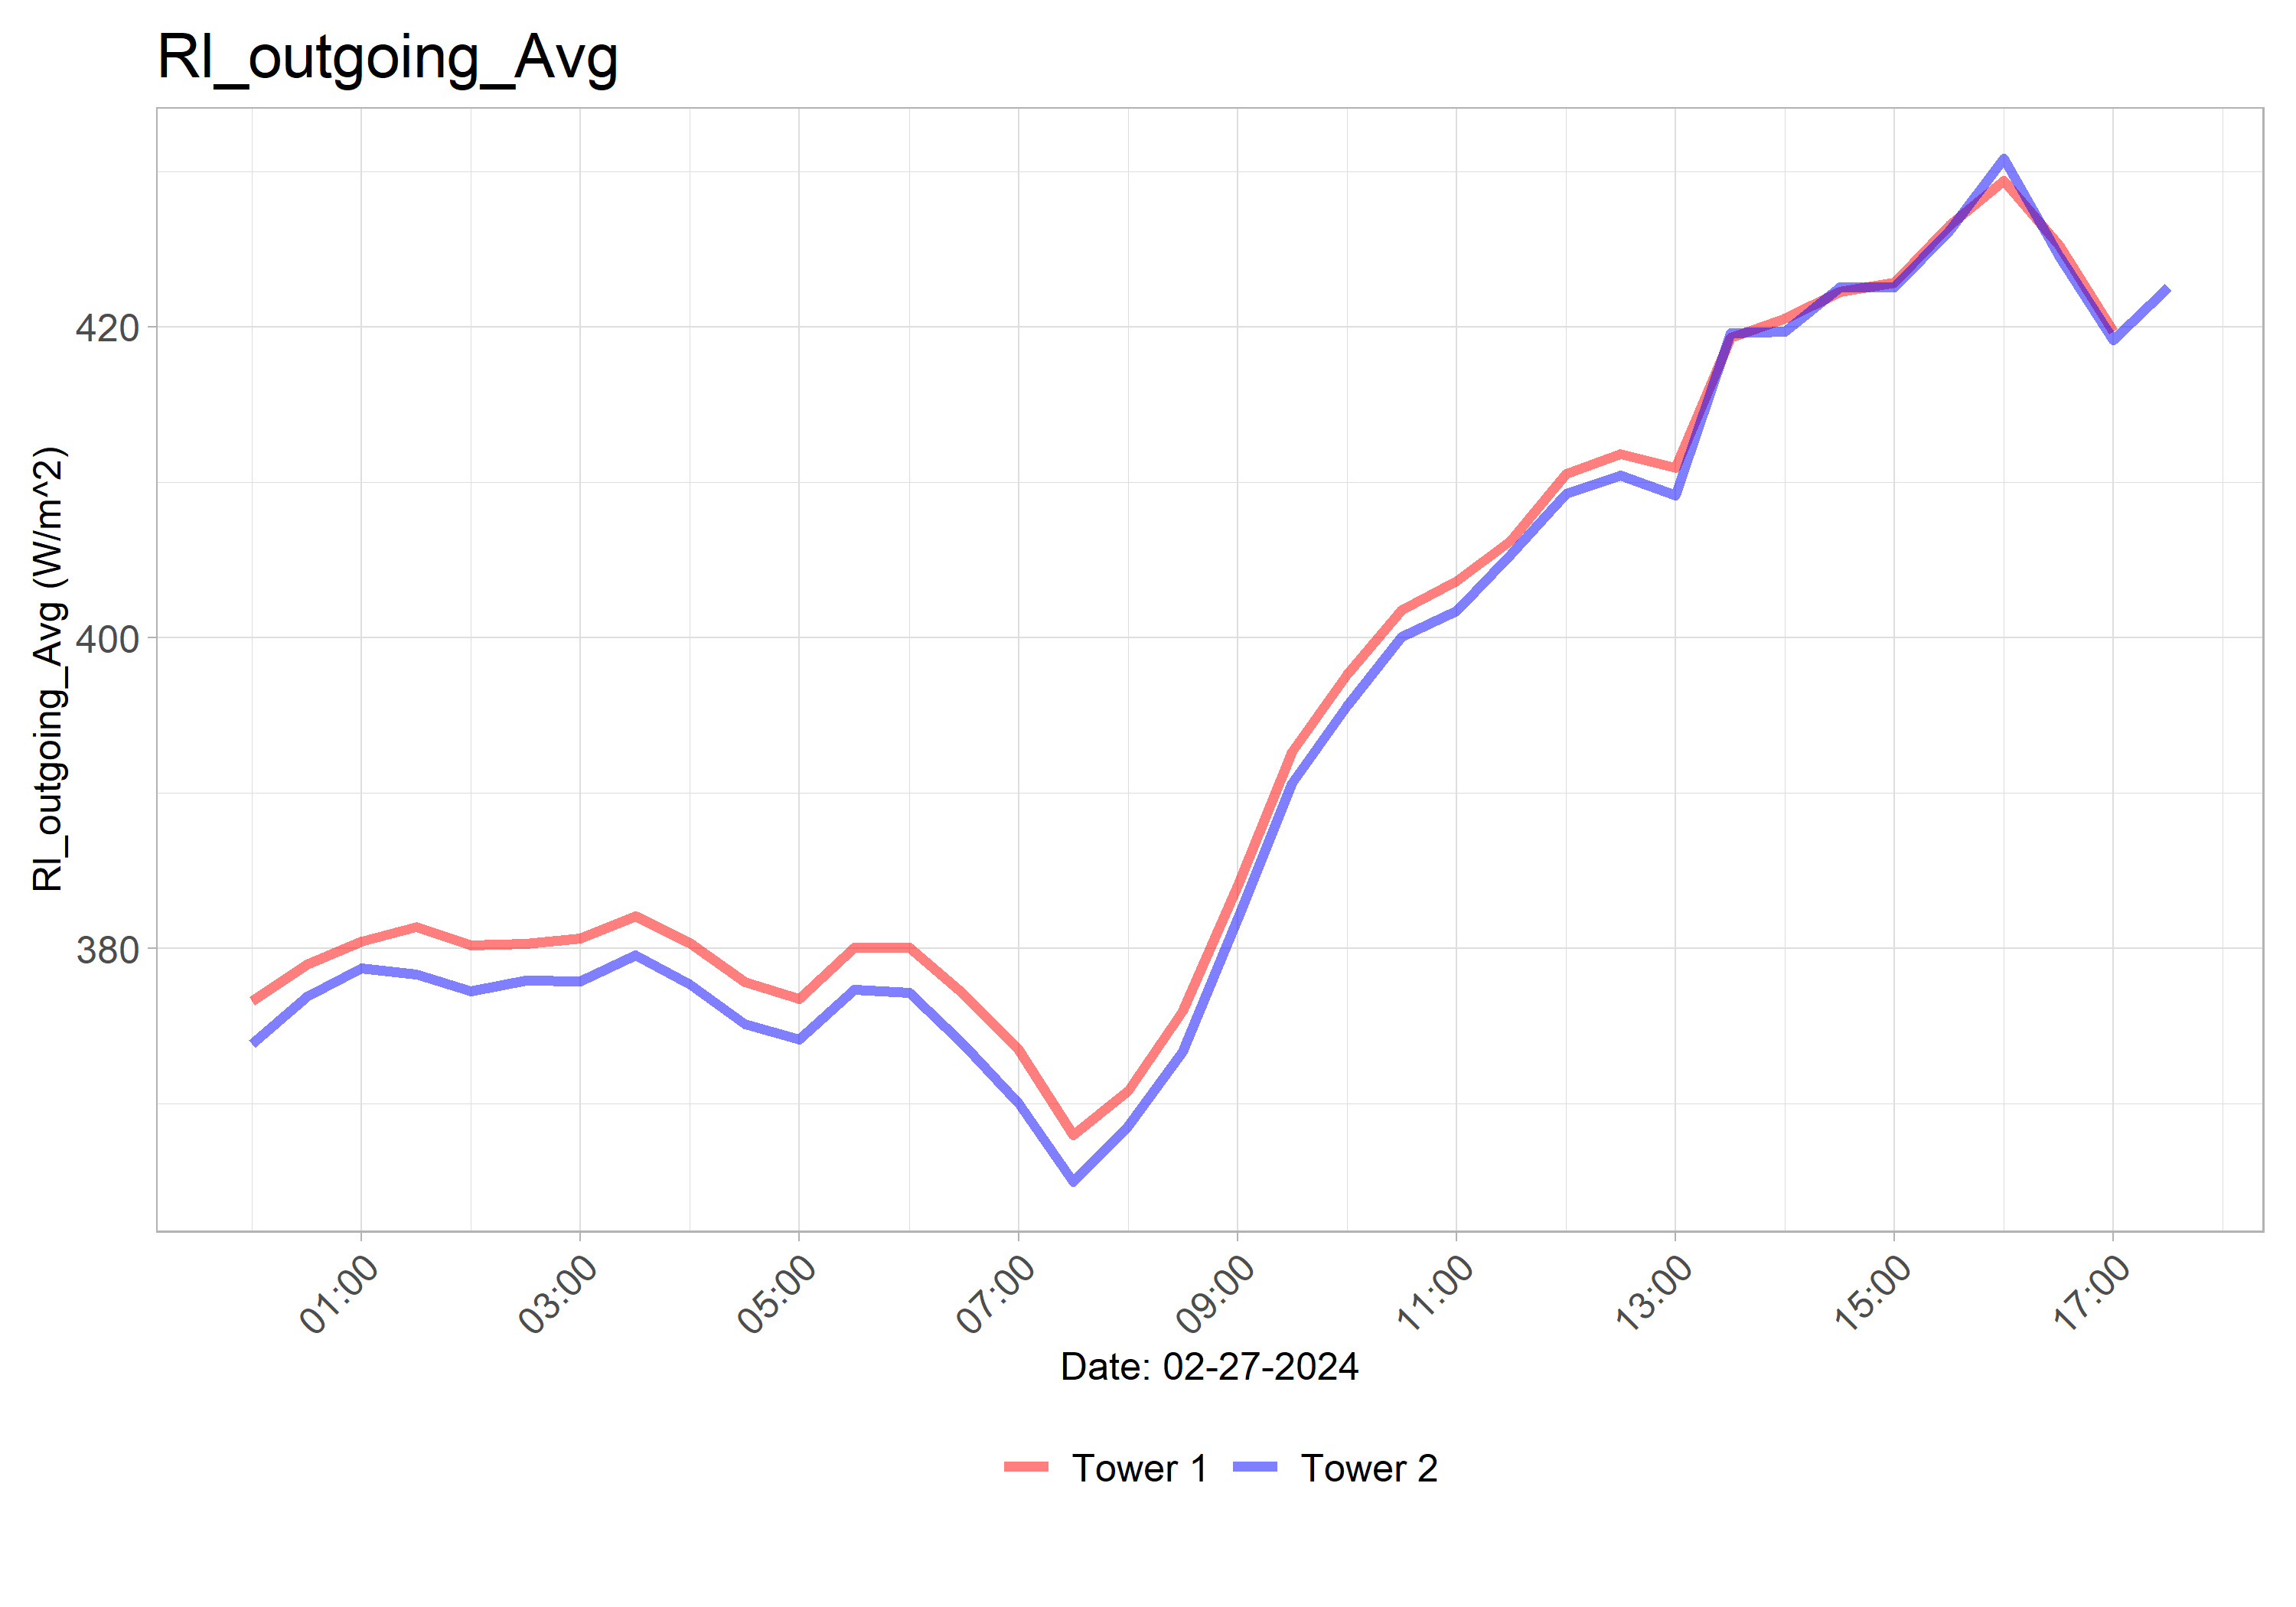 Rl_outgoing_Avg
Rl_outgoing_Avg (W/m^2)
420
400
380
01:00 03:00 05:00 07:00 09:00 11:00 13:00 15:00 17:00
Date: 02-27-2024
Tower 1 Tower 2